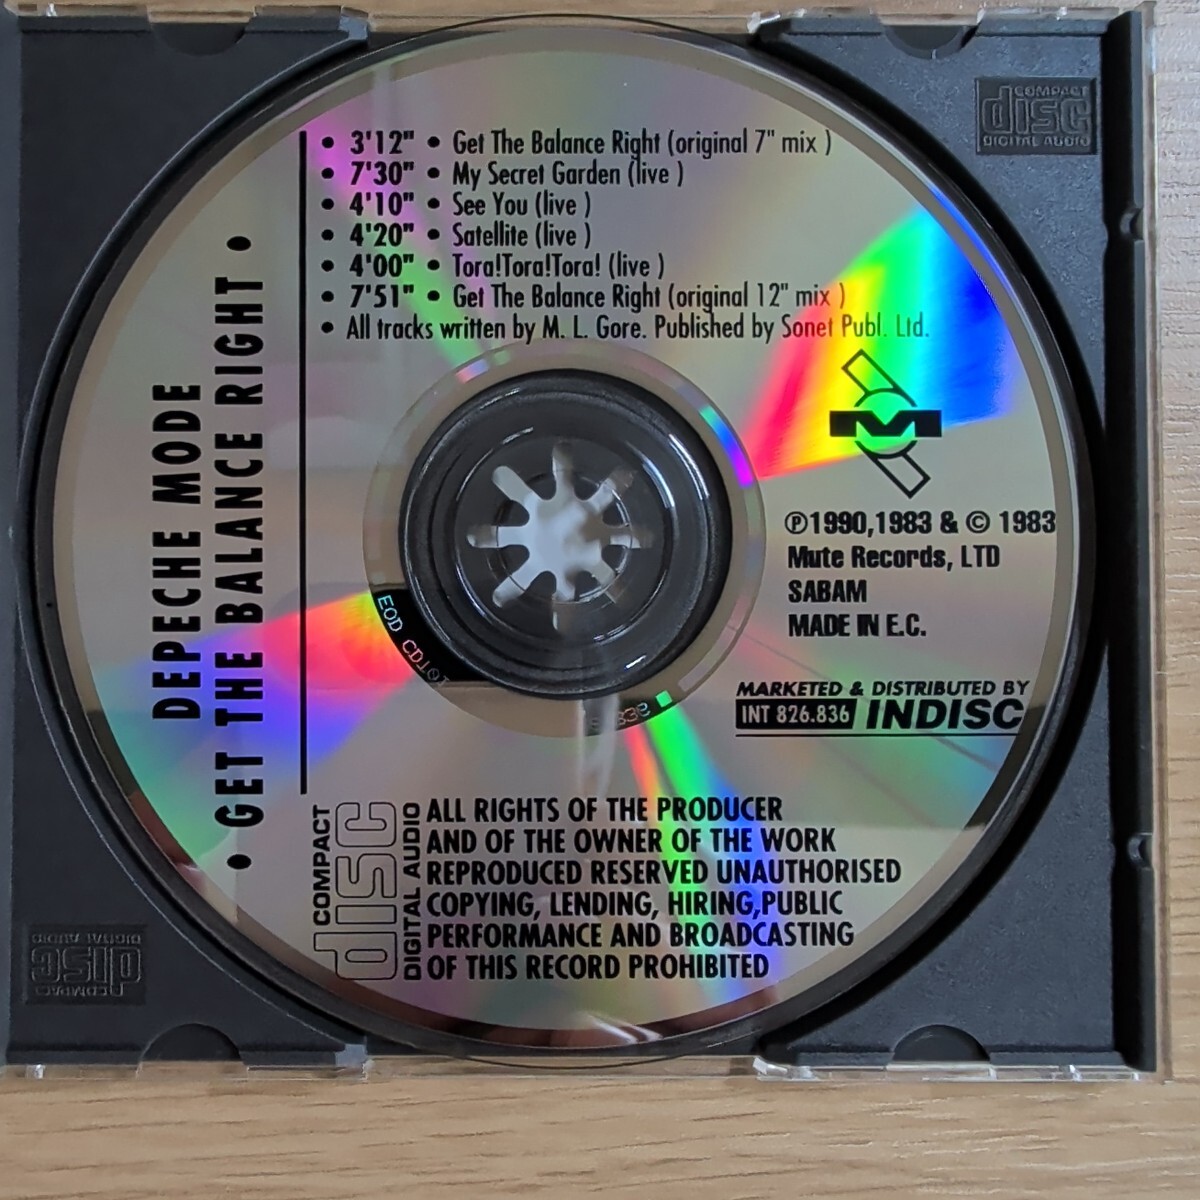 • 3'12" • Get The Balance Right (original 7" mix )
• 7'30" • My Secret Garden (live )
• 4'10" • See You (live )
• 4'20" • Satellite (live )
• 4'00" • Tora!Tora!Tora! (live )
• 7'51" • Get The Balance Right (original 12" mix )
• All tracks written by M. L. Gore. Published by Sonet Publ. Ltd.
DEPECHE MODE
• GET THE BALANCE RIGHT •
M
℗1990,1983 & © 1983
Mute Records, LTD
SABAM
MADE IN E.C.
MARKETED & DISTRIBUTED BY
INT 826.836 INDISC
EOD
COMPACT
disc
DIGITAL AUDIO
ALL RIGHTS OF THE PRODUCER
AND OF THE OWNER OF THE WORK
REPRODUCED RESERVED UNAUTHORISED
COPYING, LENDING, HIRING,PUBLIC
PERFORMANCE AND BROADCASTING
OF THIS RECORD PROHIBITED
COMPACT
disc
DIGITAL AUDIO
COMPACT
disc
DIGITAL AUDIO